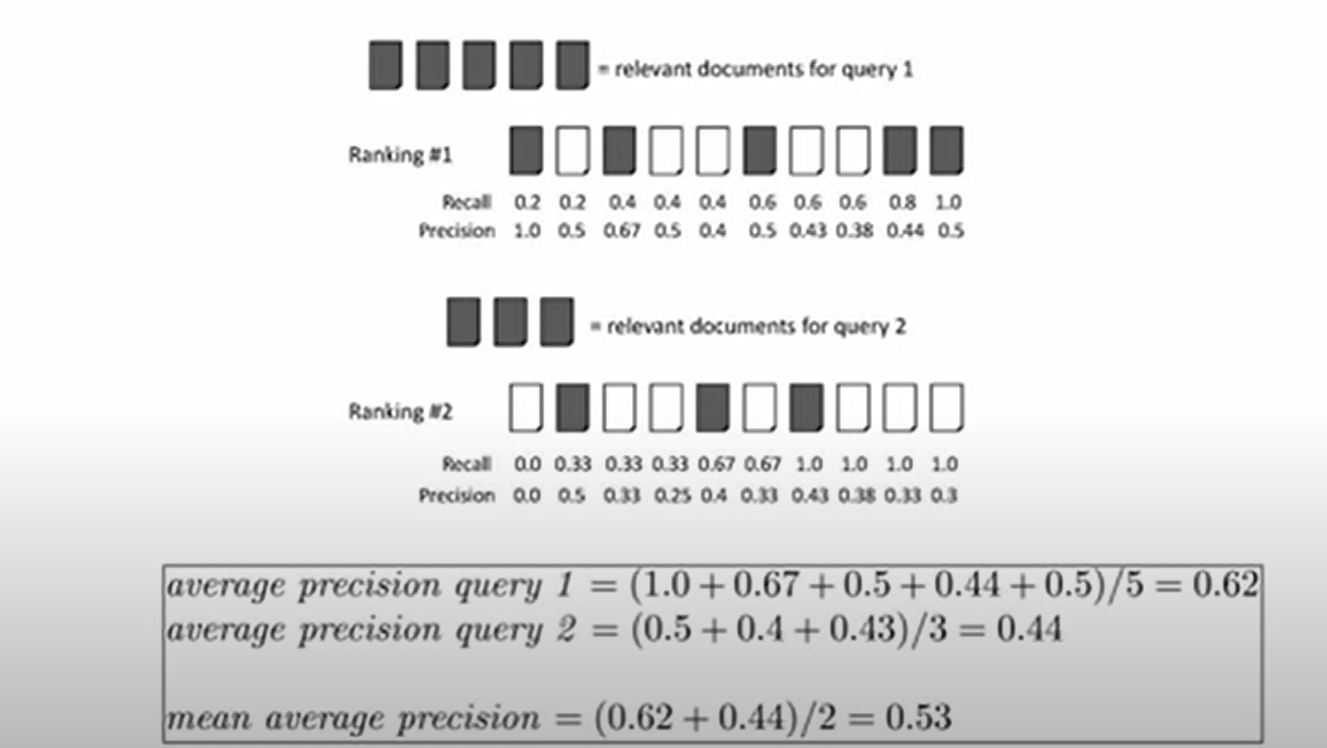 = relevant documents for query 1
Ranking #1
Recall 0.2 0.2 0.4 0.4 0.4 0.6 0.6 0.6 0.8 1.0
Precision 1.0 0.5 0.67 0.5 0.4 0.5 0.43 0.38 0.44 0.5
= relevant documents for query 2
Ranking #2
Recall 0.0 0.33 0.33 0.33 0.67 0.67 1.0 1.0 1.0 1.0
Precision 0.0 0.5 0.33 0.25 0.4 0.33 0.43 0.38 0.33 0.3
average precision query 1 = (1.0 + 0.67 + 0.5 + 0.44 + 0.5)/5 = 0.62
average precision query 2 = (0.5 + 0.4 + 0.43)/3 = 0.44
mean average precision = (0.62 + 0.44)/2 = 0.53